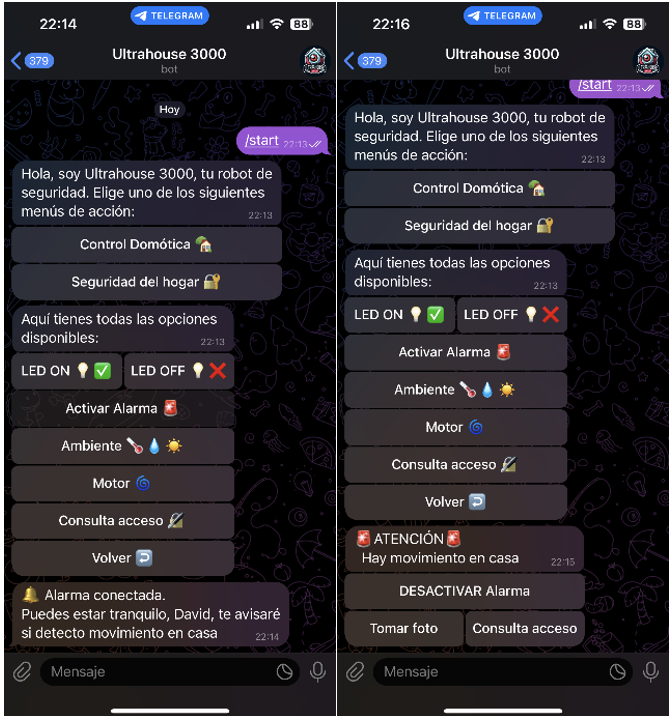 22:14
TELEGRAM
88
379
Ultrahouse 3000
bot
Hoy
/start 22:13
Hola, soy Ultrahouse 3000, tu robot de
seguridad. Elige uno de los siguientes
menús de acción:
22:13
Control Domótica
Seguridad del hogar
Aquí tienes todas las opciones
disponibles:
22:13
LED ON
LED OFF
Activar Alarma
Ambiente
Motor
Consulta acceso
Volver
Alarma conectada.
Puedes estar tranquilo, David, te avisaré
si detecto movimiento en casa
22:14
Mensaje
22:16
TELEGRAM
88
379
Ultrahouse 3000
bot
/start 22:13
Hola, soy Ultrahouse 3000, tu robot de
seguridad. Elige uno de los siguientes
menús de acción:
22:13
Control Domótica
Seguridad del hogar
Aquí tienes todas las opciones
disponibles:
22:13
LED ON
LED OFF
Activar Alarma
Ambiente
Motor
Consulta acceso
Volver
ATENCIÓN
Hay movimiento en casa
22:15
DESACTIVAR Alarma
Tomar foto
Consulta acceso
Mensaje